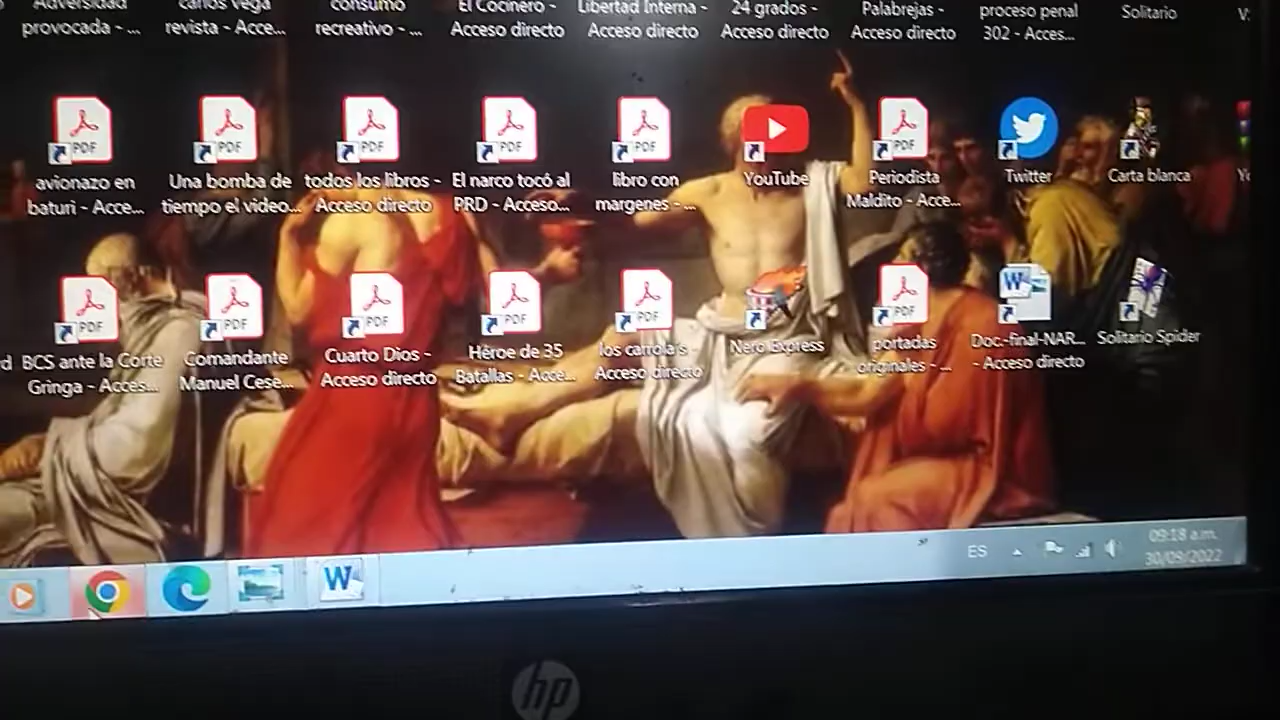 Adversidad
provocada - ...
carlos vega
revista - Acce...
consumo
recreativo - ...
El Cocinero -
Acceso directo
Libertad Interna -
Acceso directo
24 grados -
Acceso directo
Palabrejas -
Acceso directo
proceso penal
302 - Acces...
Solitario
PDF
avionazo en
baturi - Acce...
PDF
Una bomba de
tiempo el video...
PDF
todos los libros -
Acceso directo
PDF
El narco tocó al
PRD - Acceso...
PDF
libro con
margenes - ...
YouTube
PDF
Periodista
Maldito - Acce...
Twitter
Carta blanca
PDF
BCS ante la Corte
Gringa - Acces...
PDF
Comandante
Manuel Cese...
PDF
Cuarto Dios -
Acceso directo
PDF
Héroe de 35
Batallas - Acce...
PDF
los carrola's -
Acceso directo
Nero Express
PDF
portadas
originales - ...
W
Doc.-final-NAR...
- Acceso directo
Solitario Spider
W
ES
09:18 a.m.
30/09/2022
hp